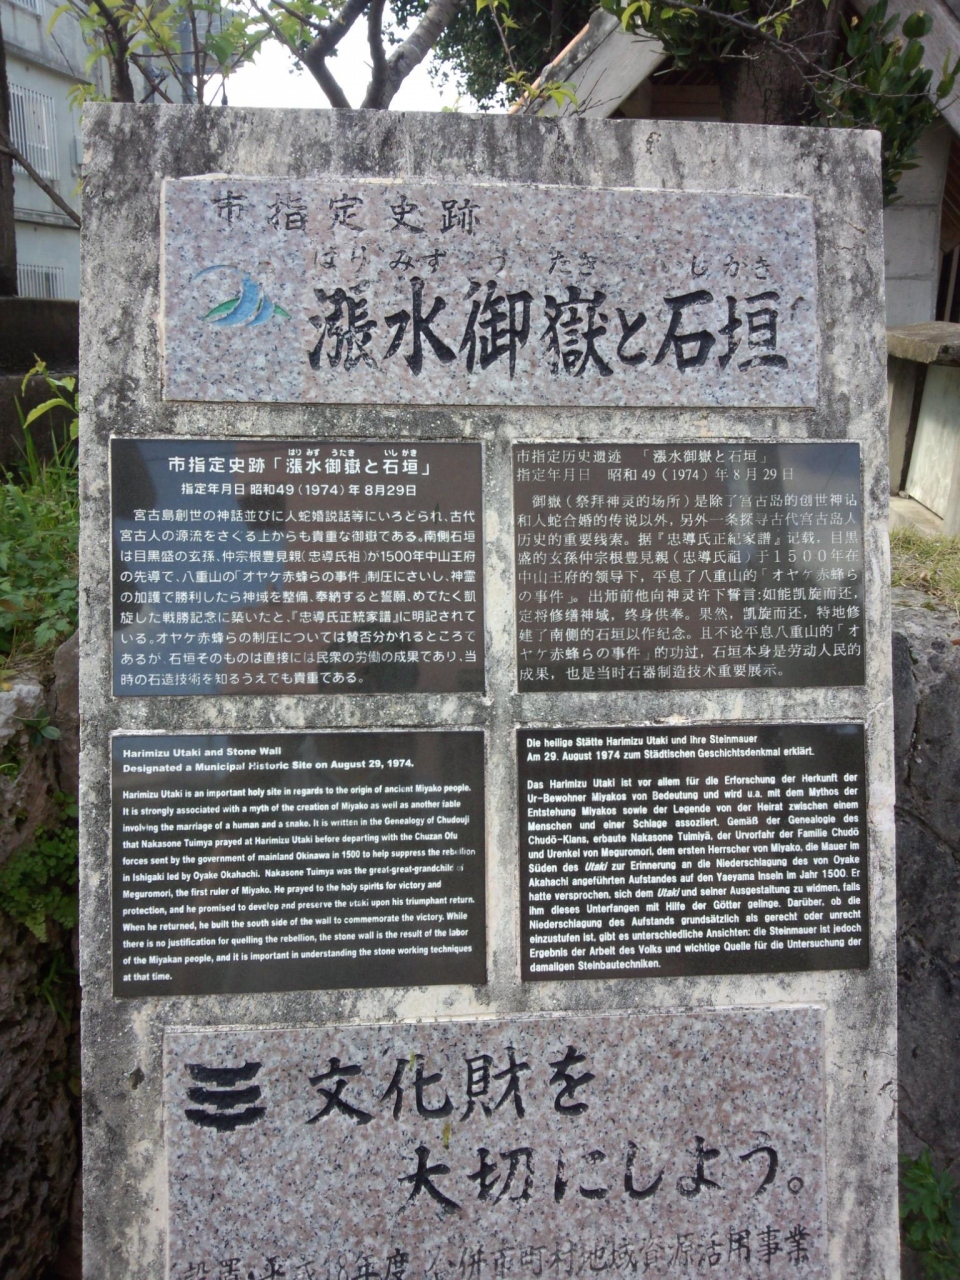 市指定史跡
はりみず うたき いしがき
漲水御嶽と石垣
市指定史跡「漲水御嶽と石垣」
はりみず うたき いしがき
指定年月日 昭和49(1974)年8月29日
宮古島創世の神話並びに人蛇婚説話等にいろどられ、古代
宮古人の源流をさぐる上からも貴重な御嶽である。南側石垣
は目黒盛の玄孫、仲宗根豊見親(忠導氏祖)が1500年中山王府
の先導で、八重山の「オヤケ赤蜂らの事件」制圧にさいし、神霊
の加護で勝利したら神域を整備、奉納すると誓願、めでたく凱
旋した戦勝記念に築いたと、『忠導氏正統家譜』に明記されて
いる。オヤケ赤蜂らの制圧については賛否分かれるところで
あるが、石垣そのものは直接には民衆の労働の成果であり、当
時の石造技術を知るうえでも貴重である。
市指定历史遗迹 「漲水御嶽と石垣」
指定年月日 昭和49(1974)年8月29日
御嶽(祭拜神灵的场所)是除了宫古岛的创世神话
和人蛇合婚的传说以外,另外一条探寻古代宫古岛人
历史的重要线索。据『忠導氏正紀家譜』记载,目黒
盛的玄孫仲宗根豊見親(忠導氏祖)于1500年在
中山王府的领导下,平息了八重山的「オヤケ赤蜂ら
の事件」。出师前他向神灵许下誓言:如能凯旋而还,
定将修缮神域,终身供奉。果然,凯旋而还,特地修
建了南侧的石垣以作纪念。且不论平息八重山的「オ
ヤケ赤蜂らの事件」的功过,石垣本身是劳动人民的
成果,也是当时石器制造技术重要展示。
Harimizu Utaki and Stone Wall
Designated a Municipal Historic Site on August 29, 1974.
Harimizu Utaki is an important holy site in regards to the origin of ancient Miyako people.
It is strongly associated with a myth of the creation of Miyako as well as another fable
involving the marriage of a human and a snake. It is written in the Genealogy of Chudouji
that Nakasone Tuimya prayed at Harimizu Utaki before departing with the Chuzan Ofu
forces sent by the government of mainland Okinawa in 1500 to help suppress the rebellion
in Ishigaki led by Oyake Okahachi. Nakasone Tuimya was the great-great-grandchild of
Meguromori, the first ruler of Miyako. He prayed to the holy spirits for victory and
protection, and he promised to develop and preserve the utaki upon his triumphant return.
When he returned, he built the south side of the wall to commemorate the victory. While
there is no justification for quelling the rebellion, the stone wall is the result of the labor
of the Miyakan people, and it is important in understanding the stone working techniques
at that time.
Die heilige Stätte Harimizu Utaki und ihre Steinmauer
Am 29. August 1974 zum Städtischen Geschichtsdenkmal erklärt.
Das Harimizu Utaki ist vor allem für die Erforschung der Herkunft der
Ur-Bewohner Miyakos von Bedeutung und wird u.a. mit dem Mythos der
Entstehung Miyakos sowie der Legende von der Heirat zwischen einem
Menschen und einer Schlage assoziiert. Gemäß der Genealogie des
Chudō-Klans, erbaute Nakasone Tuimiyā, der Urvorfahr der Familie Chudō
und Urenkel von Meguromori, dem ersten Herrscher von Miyako, die Mauer im
Süden des Utaki zur Erinnerung an die Niederschlagung des von Oyake
Akahachi angeführten Aufstandes auf den Yaeyama Inseln im Jahr 1500. Er
hatte versprochen, sich dem Utaki und seiner Ausgestaltung zu widmen, falls
ihm dieses Unterfangen mit Hilfe der Götter gelinge. Darüber, ob die
Niederschlagung des Aufstands grundsätzlich als gerecht oder unrecht
einzustufen ist, gibt es unterschiedliche Ansichten: die Steinmauer ist jedoch
Ergebnis der Arbeit des Volks und wichtige Quelle für die Untersuchung der
damaligen Steinbautechniken.
文化財を
大切にしよう。
設置 平成18年度 合併市町村地域資源活用事業